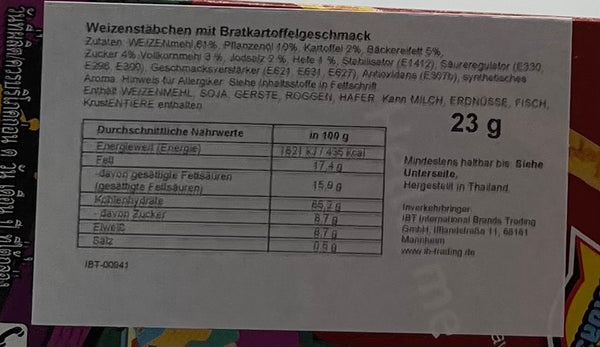 Weizenstäbchen mit Bratkartoffelgeschmack
Zutaten: WEIZENmehl 61%, Pflanzenöl 19%, Kartoffel 2%, Bäckereifett 5%,
Zucker 4%, Vollkornmehl 3 %, Jodsalz 2 %, Hefe 1 %, Stabilisator (E1412), Säureregulator (E330,
E296, E300), Geschmacksverstärker (E621, E631, E627), Antioxidans (E307b), synthetisches
Aroma. Hinweis für Allergiker: Siehe Inhaltsstoffe in Fettschrift
Enthält WEIZENMEHL, SOJA, GERSTE, ROGGEN, HAFER. Kann MILCH, ERDNÜSSE, FISCH,
KrustENTIERE enthalten
23 g
Durchschnittliche Nährwerte in 100 g
Energiewert (Energie) 1821 KJ / 435 kcal
Fett 17,4 g
-davon gesättigte Fettsäuren
(gesättigte Fettsäuren) 15,9 g
Kohlenhydrate 65,2 g
- davon Zucker 8,7 g
Eiweiß 8,7 g
Salz
Mindestens haltbar bis: Siehe
Unterseite,
Hergestellt in Thailand
Inverkehrbringer:
IBT International Brands Trading
GmbH, Ifflandstraße 11, 68161
Mannheim
www.ib-trading.de
IBT-00941